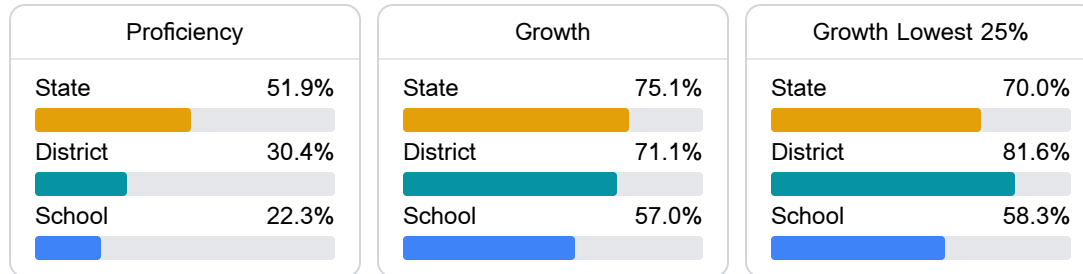 Proficiency
State 51.9%
District 30.4%
School 22.3%
Growth
State 75.1%
District 71.1%
School 57.0%
Growth Lowest 25%
State 70.0%
District 81.6%
School 58.3%